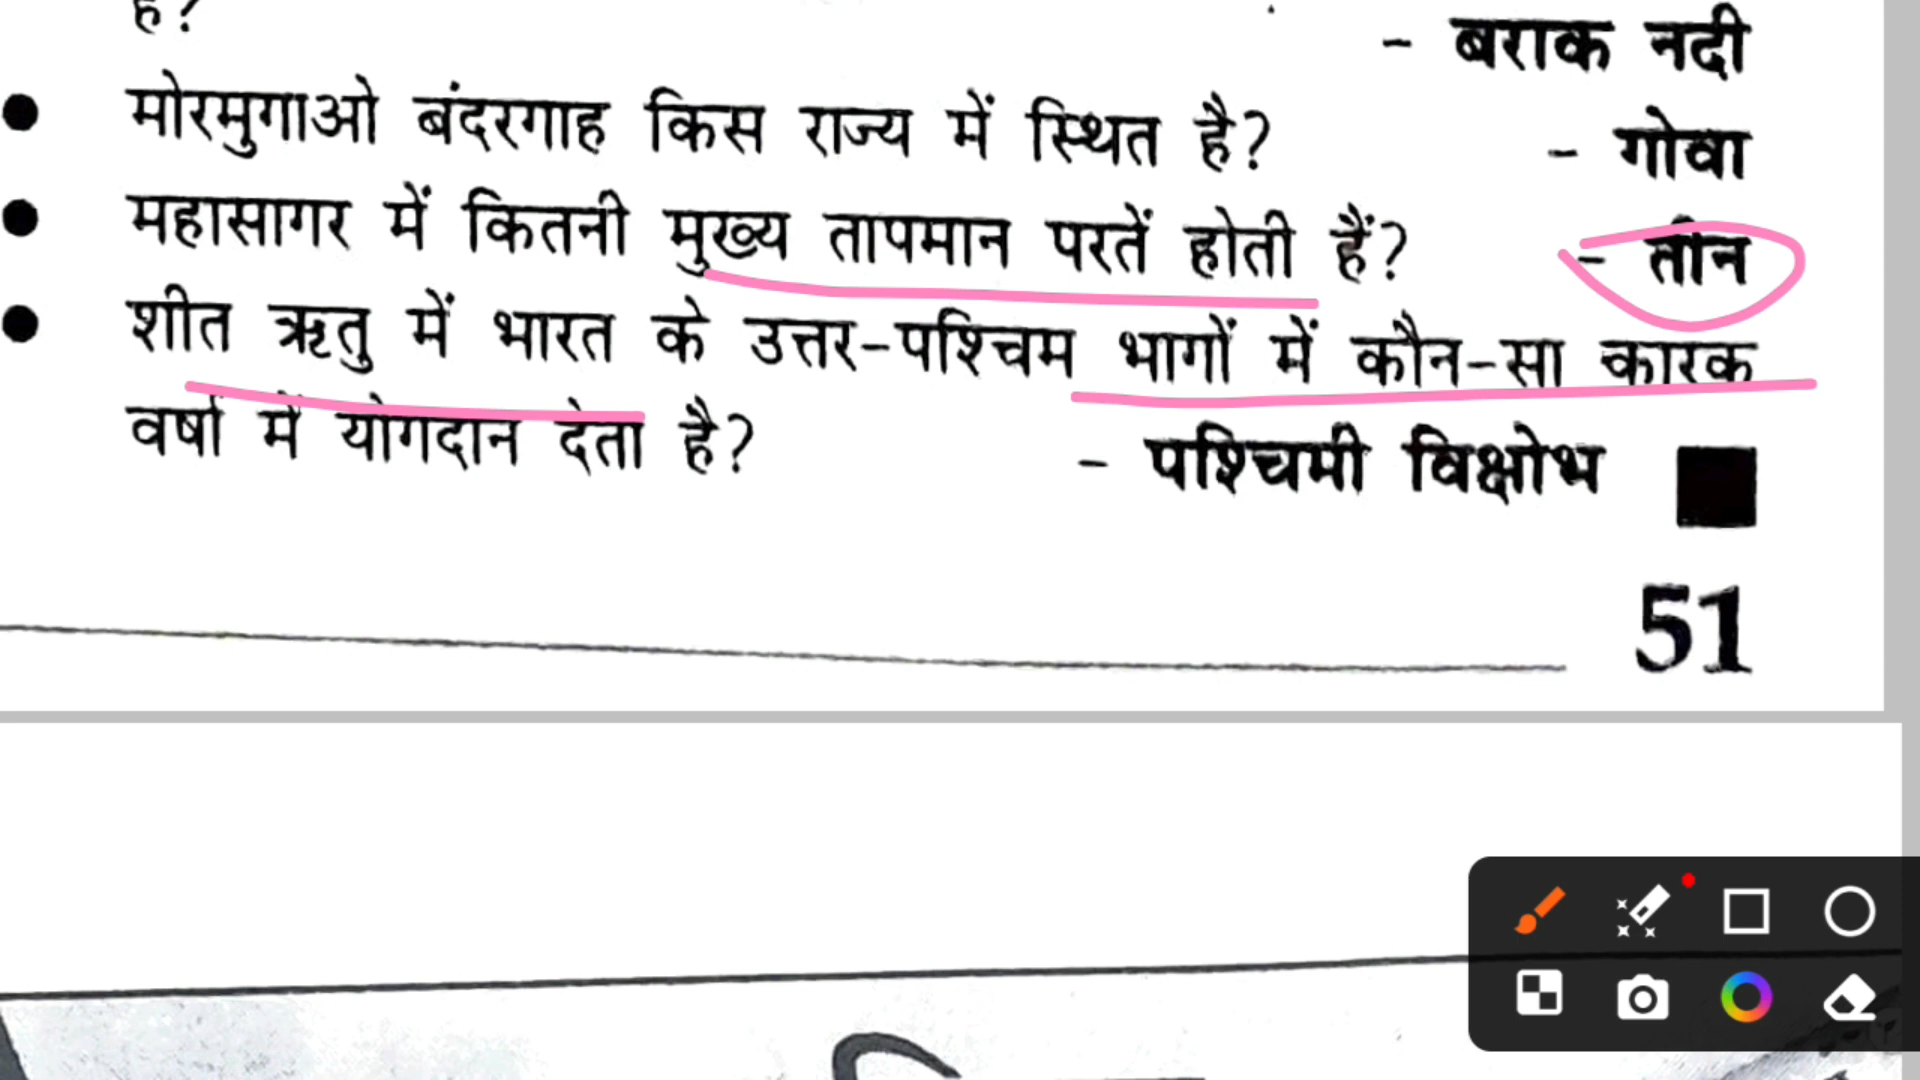 है?
- बराक नदी
● मोरमुगाओ बंदरगाह किस राज्य में स्थित है? - गोवा
● महासागर में कितनी मुख्य तापमान परतें होती हैं? - तीन
● शीत ऋतु में भारत के उत्तर-पश्चिम भागों में कौन-सा कारक
वर्षा में योगदान देता है? - पश्चिमी विक्षोभ
51